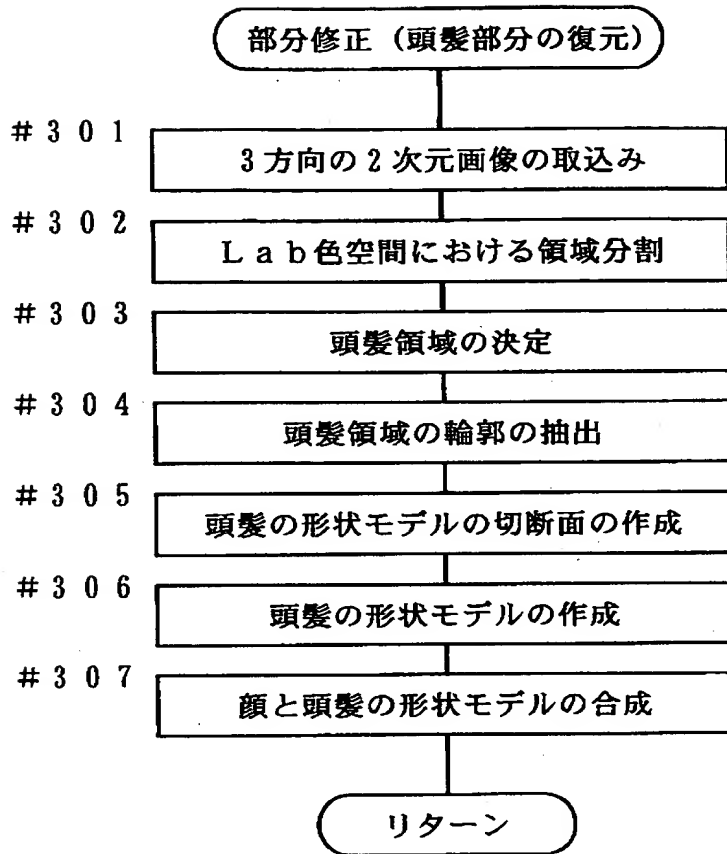 部分修正(頭髪部分の復元)
#301
3方向の2次元画像の取込み
#302
Lab色空間における領域分割
#303
頭髪領域の決定
#304
頭髪領域の輪郭の抽出
#305
頭髪の形状モデルの切断面の作成
#306
頭髪の形状モデルの作成
#307
顔と頭髪の形状モデルの合成
リターン